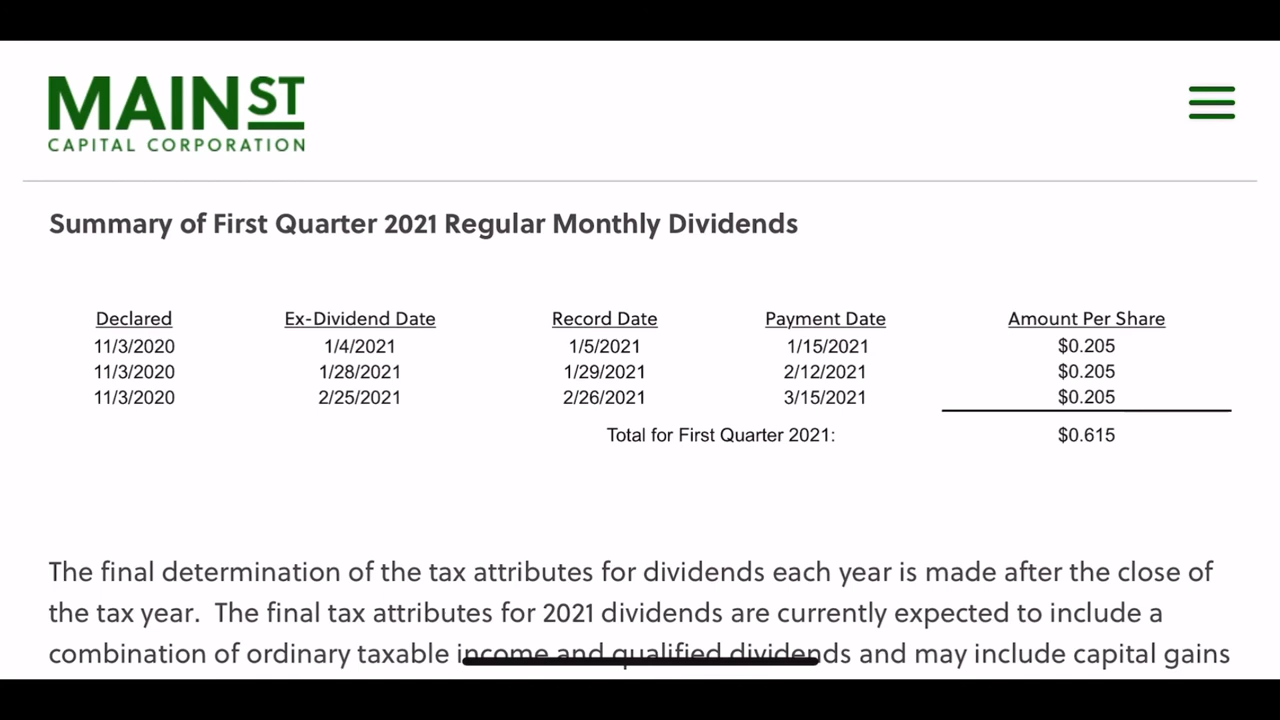 MAIN ST
CAPITAL CORPORATION
Summary of First Quarter 2021 Regular Monthly Dividends
Declared Ex-Dividend Date Record Date Payment Date Amount Per Share
11/3/2020 1/4/2021 1/5/2021 1/15/2021 $0.205
11/3/2020 1/28/2021 1/29/2021 2/12/2021 $0.205
11/3/2020 2/25/2021 2/26/2021 3/15/2021 $0.205
Total for First Quarter 2021: $0.615
The final determination of the tax attributes for dividends each year is made after the close of
the tax year. The final tax attributes for 2021 dividends are currently expected to include a
combination of ordinary taxable income and qualified dividends and may include capital gains